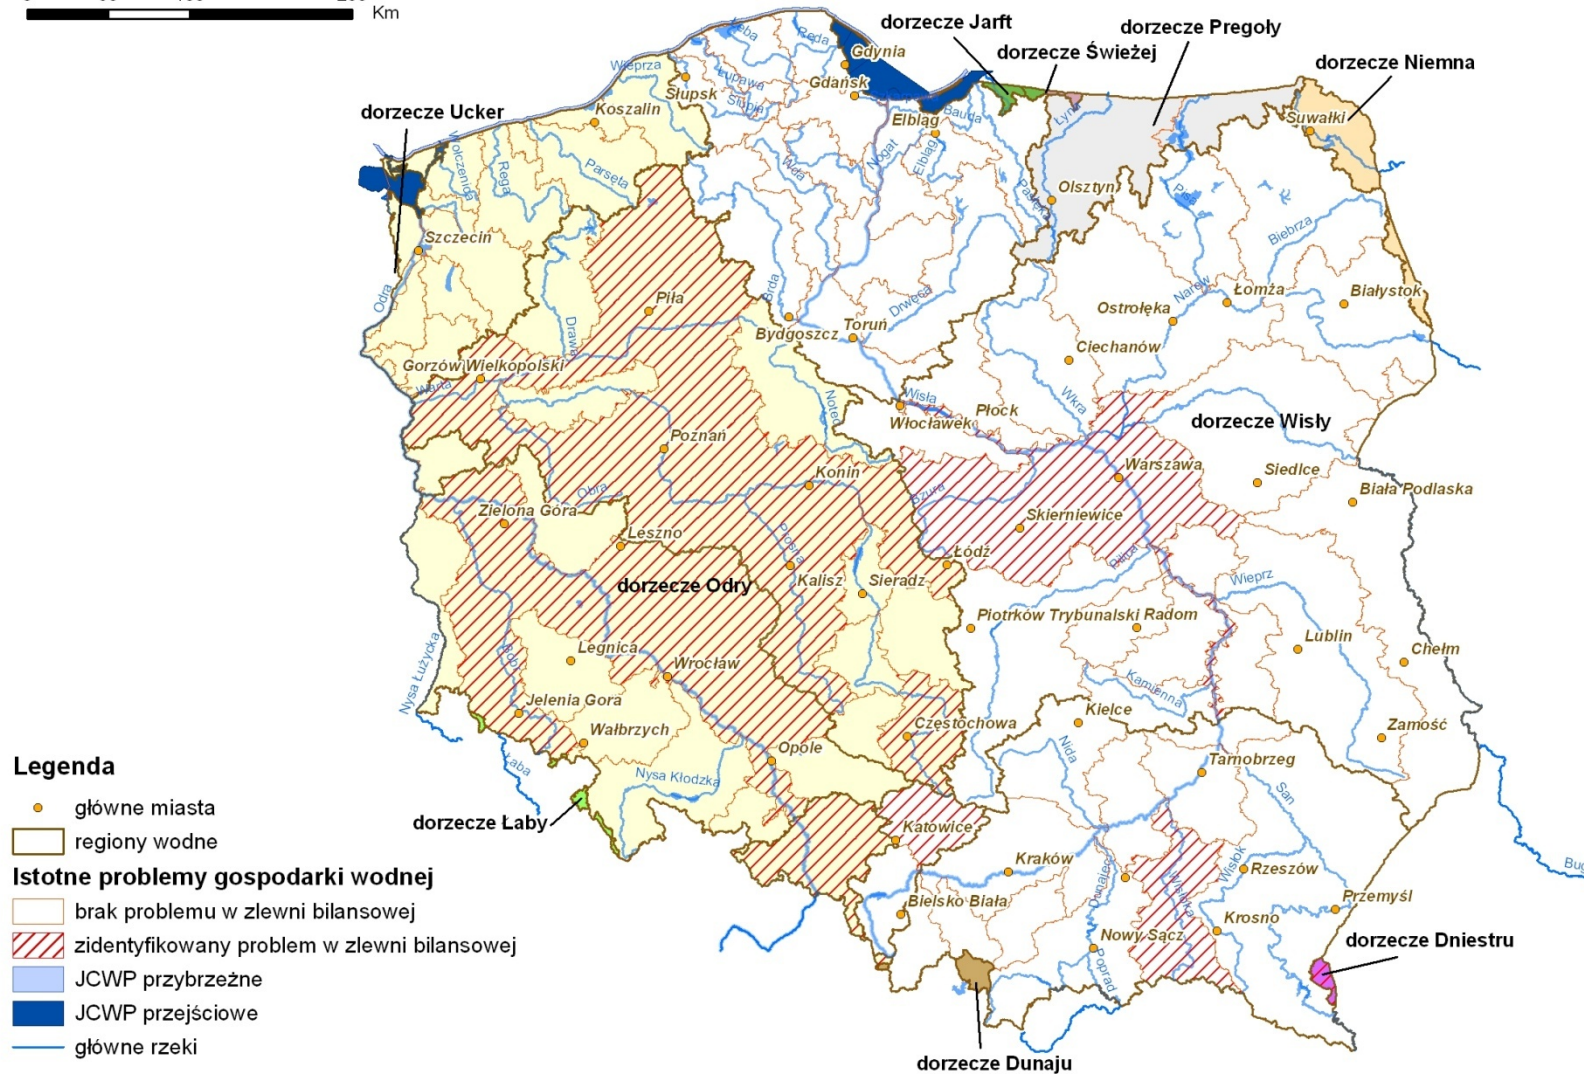 Km
dorzecze Jarft
dorzecze Świeżej
dorzecze Pregoły
dorzecze Niemna
dorzecze Ucker
Łeba
Reda
Gdynia
Wieprza
Słupsk
Łupawa
Słupia
Gdańsk
Koszalin
Elbląg
Bauda
Łyna
Suwałki
Wołczenica
Rega
Parsęta
Wda
Nogat
Elbląg
Pasłęka
Olsztyn
Pisa
Biebrza
Szczecin
Odra
Drawa
Piła
Brda
Bydgoszcz
Toruń
Drwęca
Ostrołęka
Narew
Łomża
Białystok
Ciechanów
Gorzów Wielkopolski
Warta
Noteć
Wisła
Włocławek
Płock
Wkra
dorzecze Wisły
Poznań
Konin
Warszawa
Siedlce
Biała Podlaska
Obra
Zielona Góra
Bzura
Skierniewice
Leszno
Prosna
Łódź
Pilica
dorzecze Odry
Kalisz
Sieradz
Wieprz
Piotrków Trybunalski
Radom
Lublin
Chełm
Nysa Łużycka
Bóbr
Legnica
Wrocław
Kamienna
Jelenia Gora
Wałbrzych
Częstochowa
Kielce
Zamość
Łaba
Opole
Nysa Kłodzka
Nida
Tarnobrzeg
San
dorzecze Łaby
Katowice
Kraków
Dunajec
Wisłoka
Wisłok
Rzeszów
Bug
Bielsko Biała
Przemyśl
Krosno
Nowy Sącz
Poprad
dorzecze Dniestru
dorzecze Dunaju
Legenda
główne miasta
regiony wodne
Istotne problemy gospodarki wodnej
brak problemu w zlewni bilansowej
zidentyfikowany problem w zlewni bilansowej
JCWP przybrzeżne
JCWP przejściowe
główne rzeki